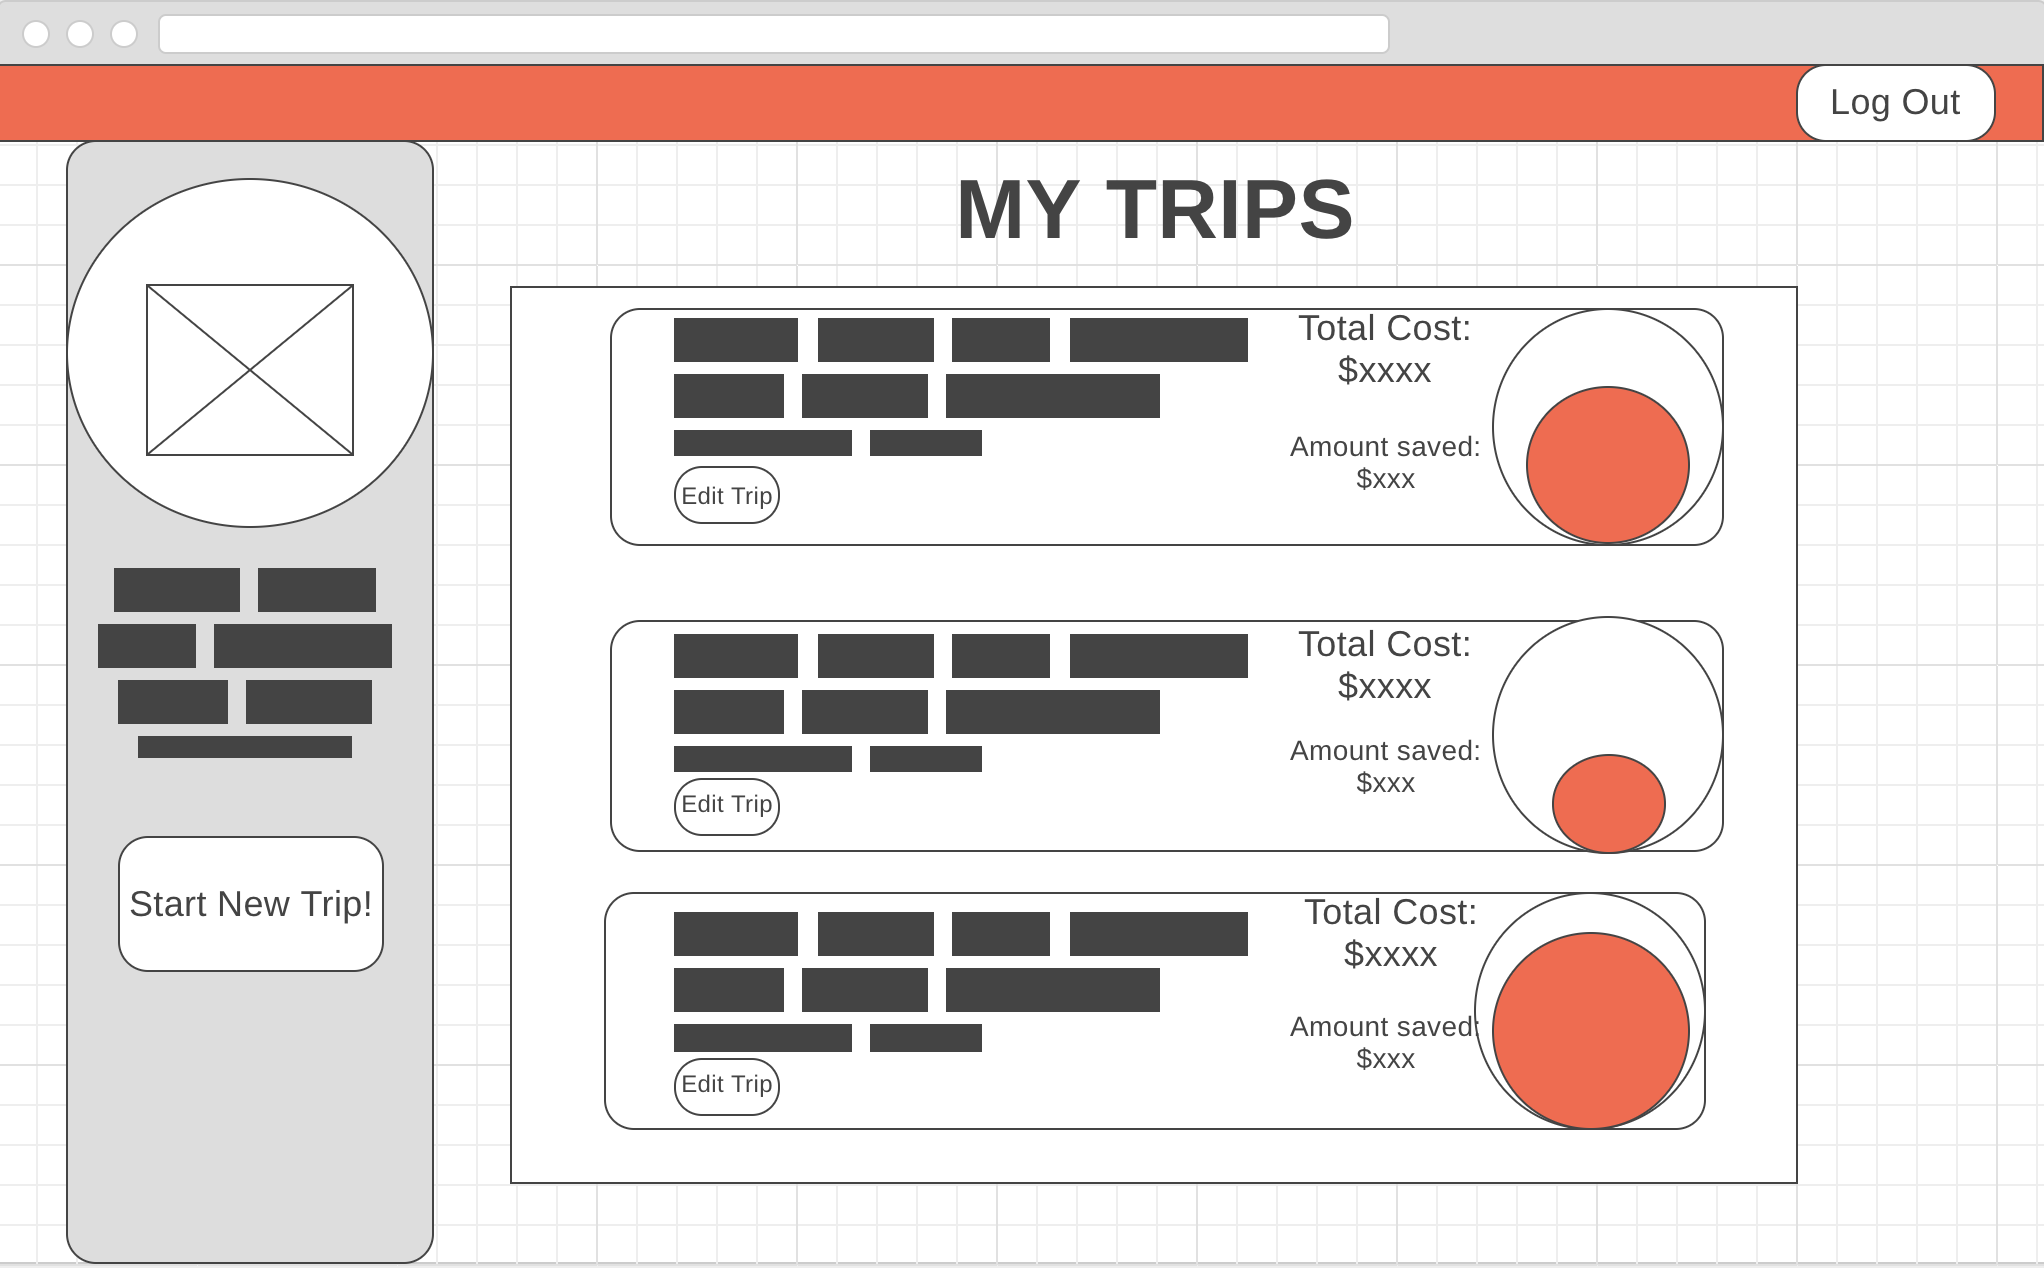 Log Out
MY TRIPS
Total Cost:
$xxxx
Amount saved:
$xxx
Edit Trip
Total Cost:
$xxxx
Amount saved:
$xxx
Edit Trip
Start New Trip!
Total Cost:
$xxxx
Amount saved:
$xxx
Edit Trip